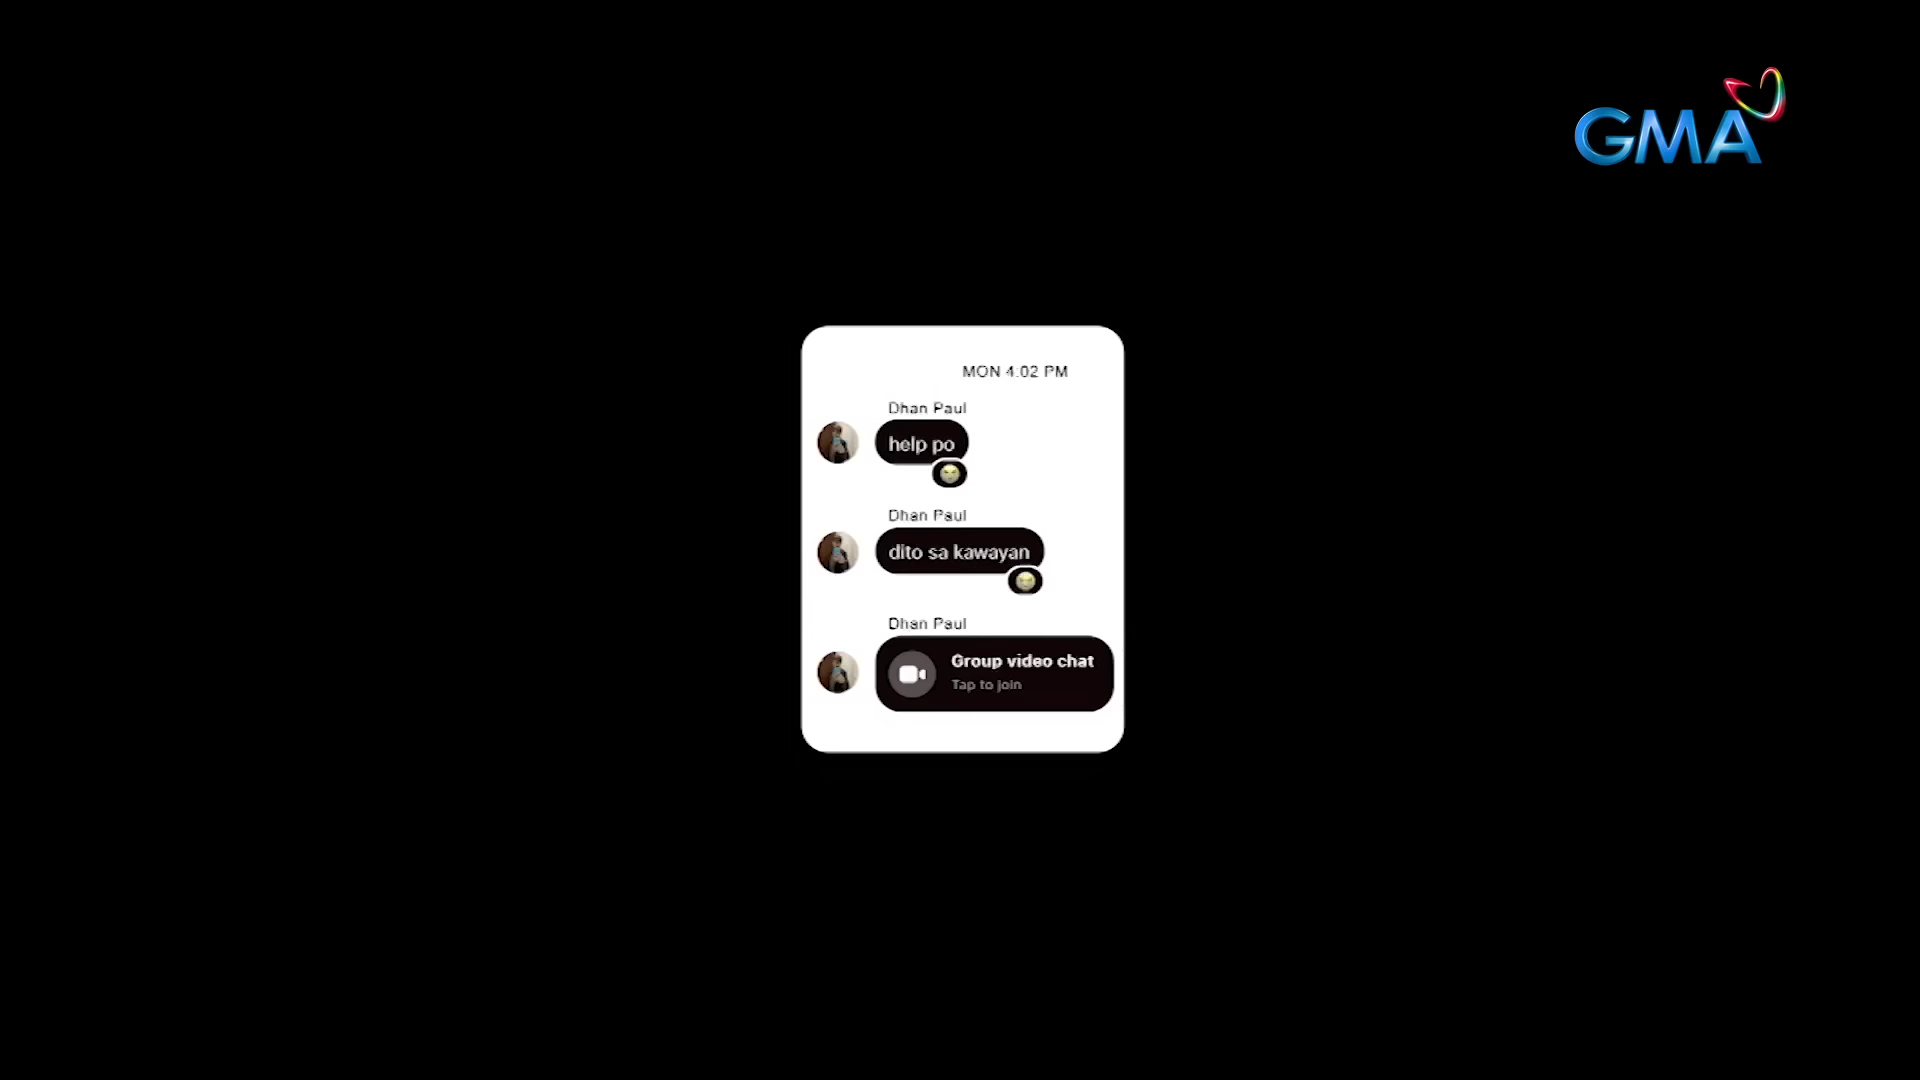 GMA
MON 4:02 PM
Dhan Paul
help po
Dhan Paul
dito sa kawayan
Dhan Paul
Group video chat
Tap to join